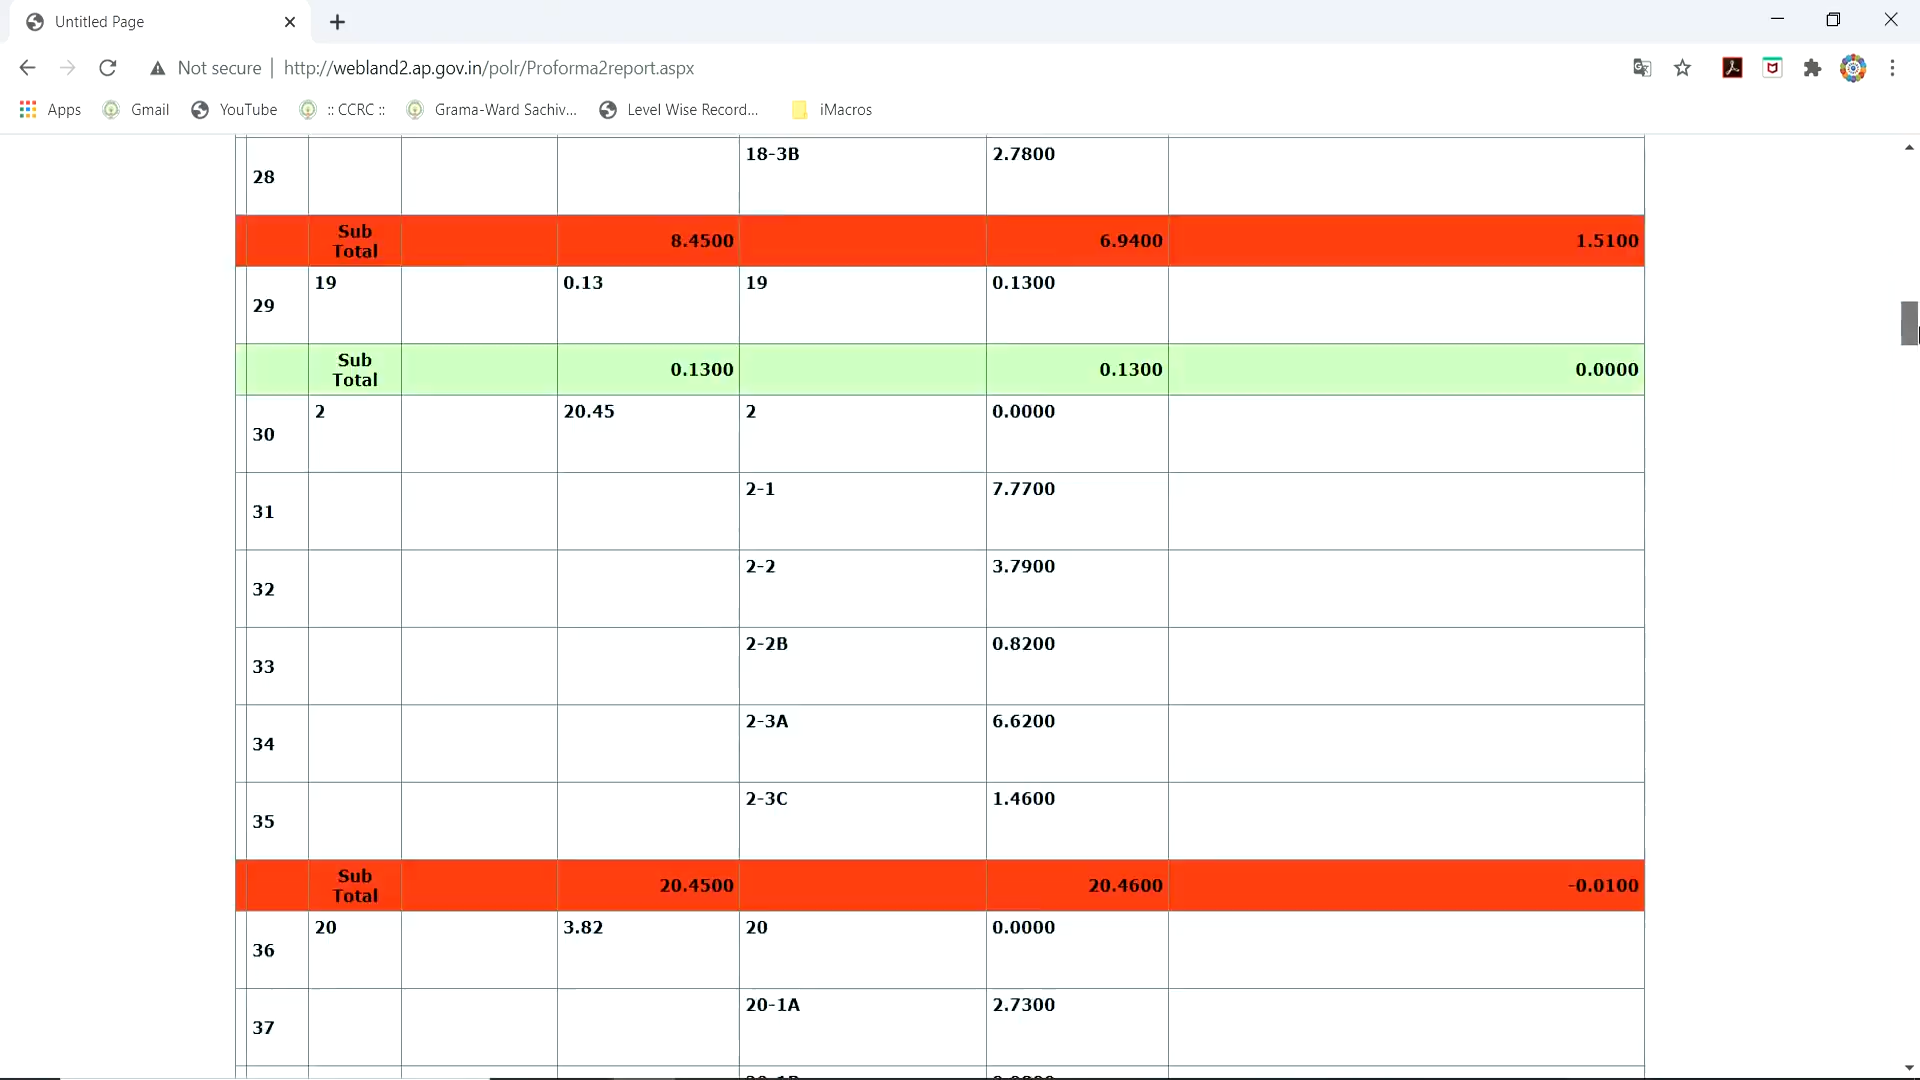 Untitled Page
Not secure http://webland2.ap.gov.in/polr/Proforma2report.aspx
Apps Gmail YouTube :: CCRC :: Grama-Ward Sachiv... Level Wise Record... iMacros
28 18-3B 2.7800
Sub Total 8.4500 6.9400 1.5100
29 19 0.13 19 0.1300
Sub Total 0.1300 0.1300 0.0000
30 2 20.45 2 0.0000
31 2-1 7.7700
32 2-2 3.7900
33 2-2B 0.8200
34 2-3A 6.6200
35 2-3C 1.4600
Sub Total 20.4500 20.4600 -0.0100
36 20 3.82 20 0.0000
37 20-1A 2.7300